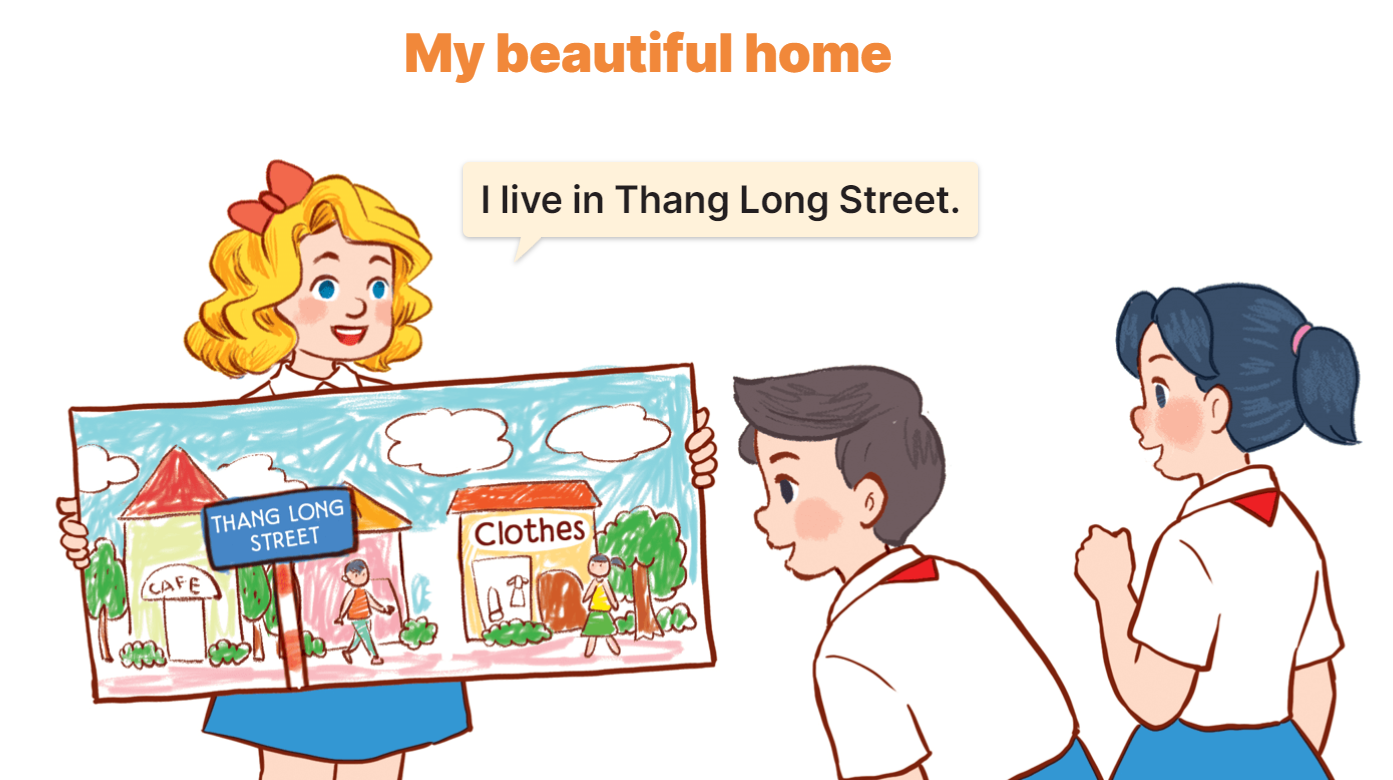 My beautiful home
I live in Thang Long Street.
THANG LONG
STREET
Clothes
CAFE